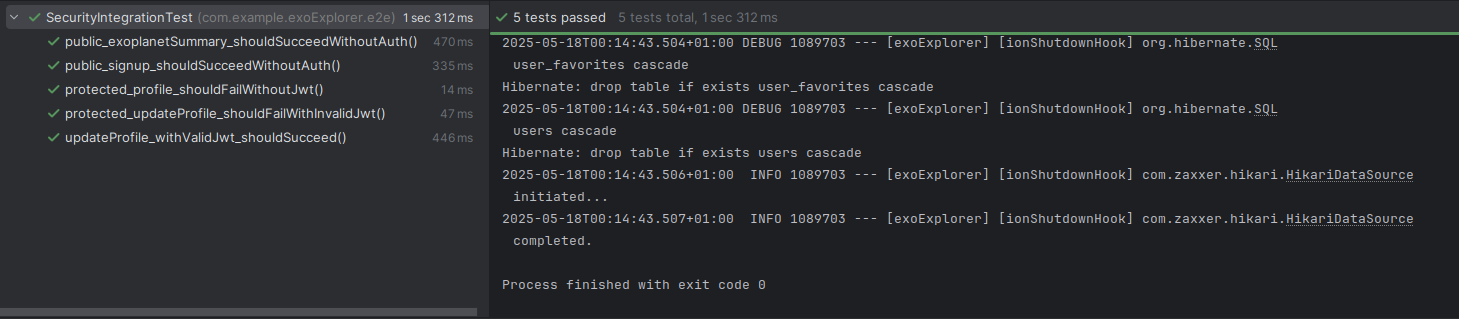 SecurityIntegrationTest (com.example.exoExplorer.e2e) 1 sec 312 ms
public_exoplanetSummary_shouldSucceedWithoutAuth() 470 ms
public_signup_shouldSucceedWithoutAuth() 335 ms
protected_profile_shouldFailWithoutJwt() 14 ms
protected_updateProfile_shouldFailWithInvalidJwt() 47 ms
updateProfile_withValidJwt_shouldSucceed() 446 ms
5 tests passed 5 tests total, 1 sec 312 ms
2025-05-18T00:14:43.504+01:00 DEBUG 1089703 --- [exoExplorer] [ionShutdownHook] org.hibernate.SQL
user_favorites cascade
Hibernate: drop table if exists user_favorites cascade
2025-05-18T00:14:43.504+01:00 DEBUG 1089703 --- [exoExplorer] [ionShutdownHook] org.hibernate.SQL
users cascade
Hibernate: drop table if exists users cascade
2025-05-18T00:14:43.506+01:00  INFO 1089703 --- [exoExplorer] [ionShutdownHook] com.zaxxer.hikari.HikariDataSource
initiated...
2025-05-18T00:14:43.507+01:00  INFO 1089703 --- [exoExplorer] [ionShutdownHook] com.zaxxer.hikari.HikariDataSource
completed.
Process finished with exit code 0